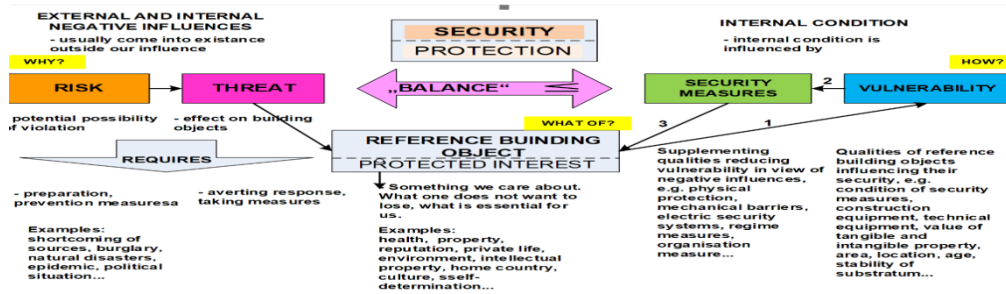 EXTERNAL AND INTERNAL
NEGATIVE INFLUENCES
- usually come into existance
outside our influence
SECURITY
PROTECTION
INTERNAL CONDITION
- internal condition is
influenced by
WHY?
HOW?
RISK
THREAT
„BALANCE“
SECURITY
MEASURES
2
VULNERABILITY
potential possibility
of violation
- effect on building
objects
WHAT OF?
3
1
REFERENCE BUINDING
OBJECT
PROTECTED INTEREST
REQUIRES
- preparation,
prevention measuresa
- averting response,
taking measures
Examples:
shortcoming of
sources, burglary,
natural disasters,
epidemic, political
situation...
Something we care about.
What one does not want to
lose, what is essential for
us.
Examples:
health, property,
reputation, private life,
environment, intellectual
property, home country,
culture, sself-
determination...
Supplementing
qualities reducing
vulnerability in view of
negative influences,
e.g. physical
protection,
mechanical barriers,
electric security
systems, regime
measures,
organisation
measure...
Qualities of reference
building objects
influencing their
security, e.g.
condition of security
measures,
construction
equipment, technical
equipment, value of
tangible and
intangible property,
area, location, age,
stability of
substratum...